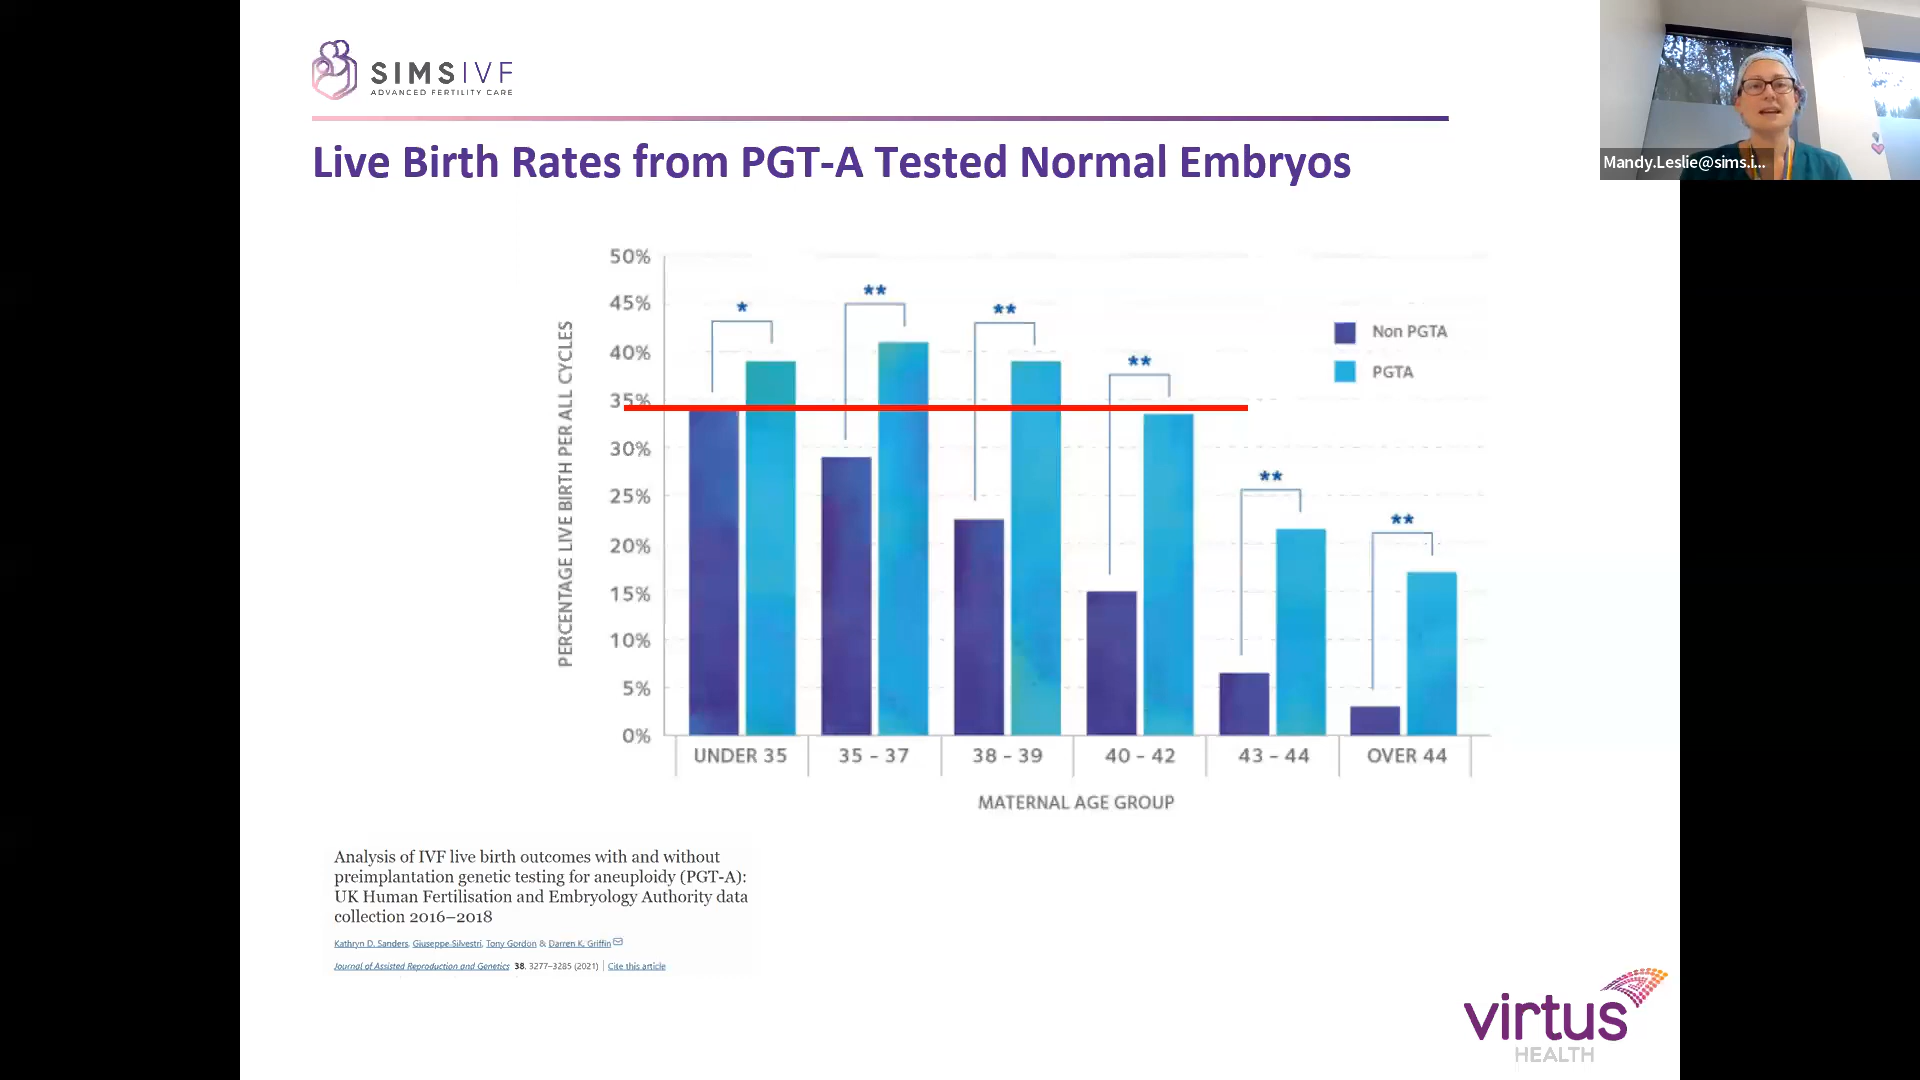 SIMS IVF
ADVANCED FERTILITY CARE
Mandy.Leslie@sims.i...
Live Birth Rates from PGT-A Tested Normal Embryos
PERCENTAGE LIVE BIRTH PER ALL CYCLES
50%
45%
40%
35%
30%
25%
20%
15%
10%
5%
0%
*
**
**
**
**
**
Non PGTA
PGTA
UNDER 35
35 - 37
38 - 39
40 - 42
43 - 44
OVER 44
MATERNAL AGE GROUP
Analysis of IVF live birth outcomes with and without
preimplantation genetic testing for aneuploidy (PGT-A):
UK Human Fertilisation and Embryology Authority data
collection 2016–2018
Kathryn D. Sanders, Giuseppe Silvestri, Tony Gordon & Darren K. Griffin
Journal of Assisted Reproduction and Genetics 38, 3277–3285 (2021) | Cite this article
virtus
HEALTH